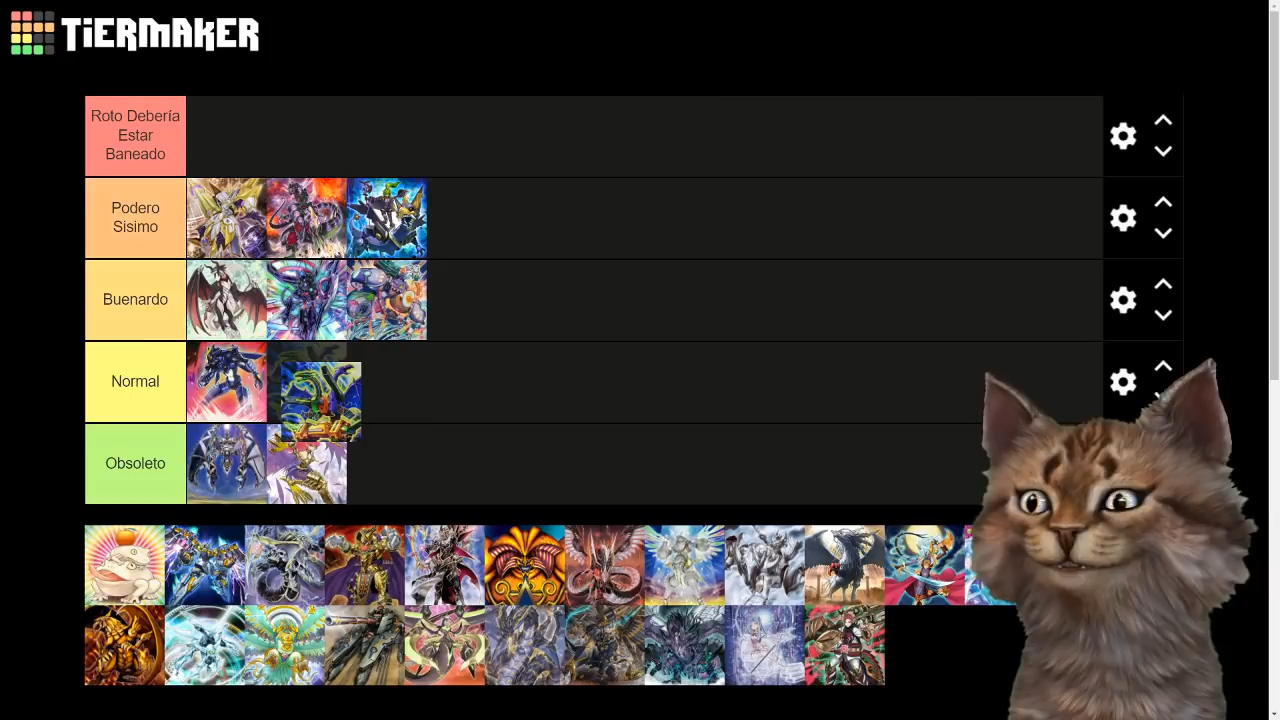 TiERMAKER
Roto Debería
Estar
Baneado
Podero
Sisimo
Buenardo
Normal
Obsoleto